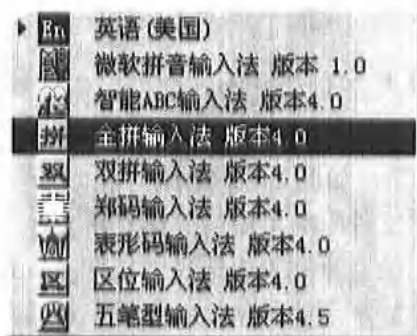 En 英语(美国)
微软拼音输入法 版本 1.0
智能ABC输入法 版本4.0
拼 全拼输入法 版本4.0
双 双拼输入法 版本4.0
郑码输入法 版本4.0
表形码输入法 版本4.0
区 区位输入法 版本4.0
五笔型输入法 版本4.5